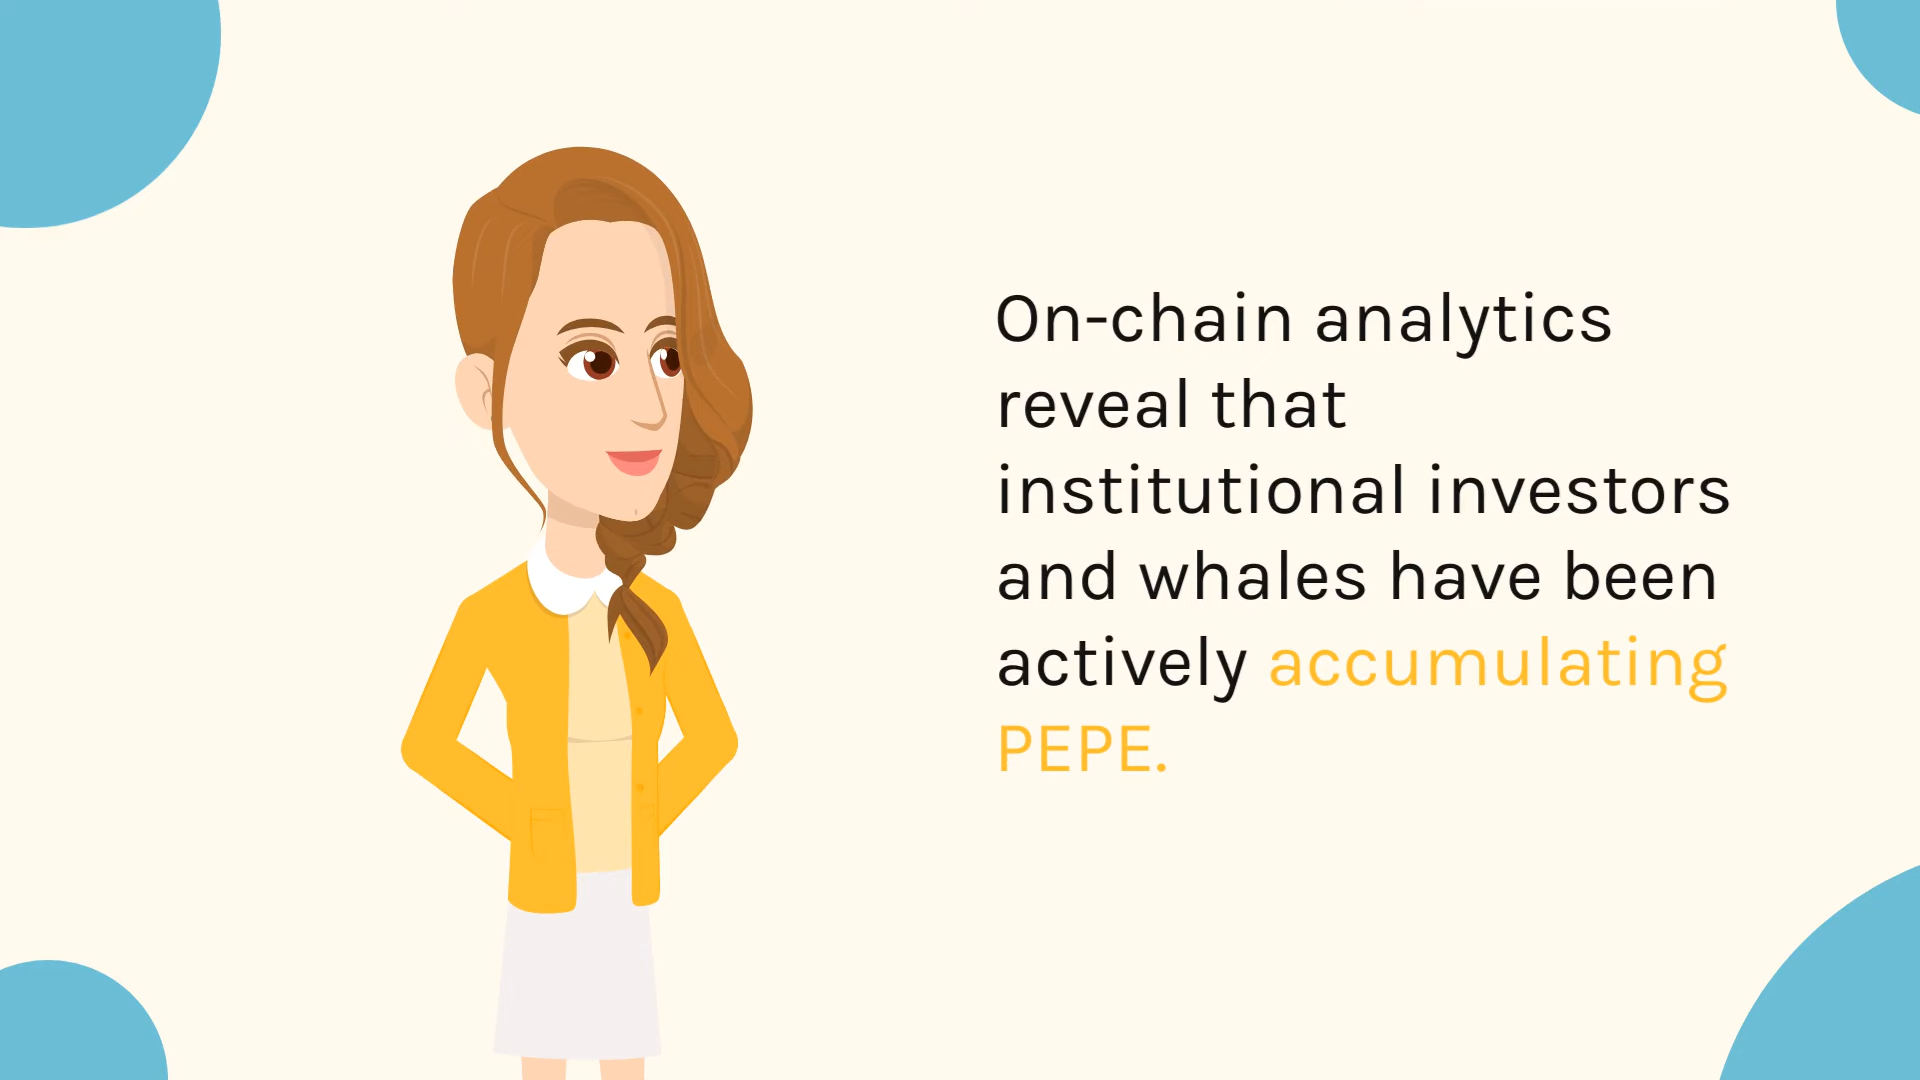 On-chain analytics
reveal that
institutional investors
and whales have been
actively accumulating
PEPE.